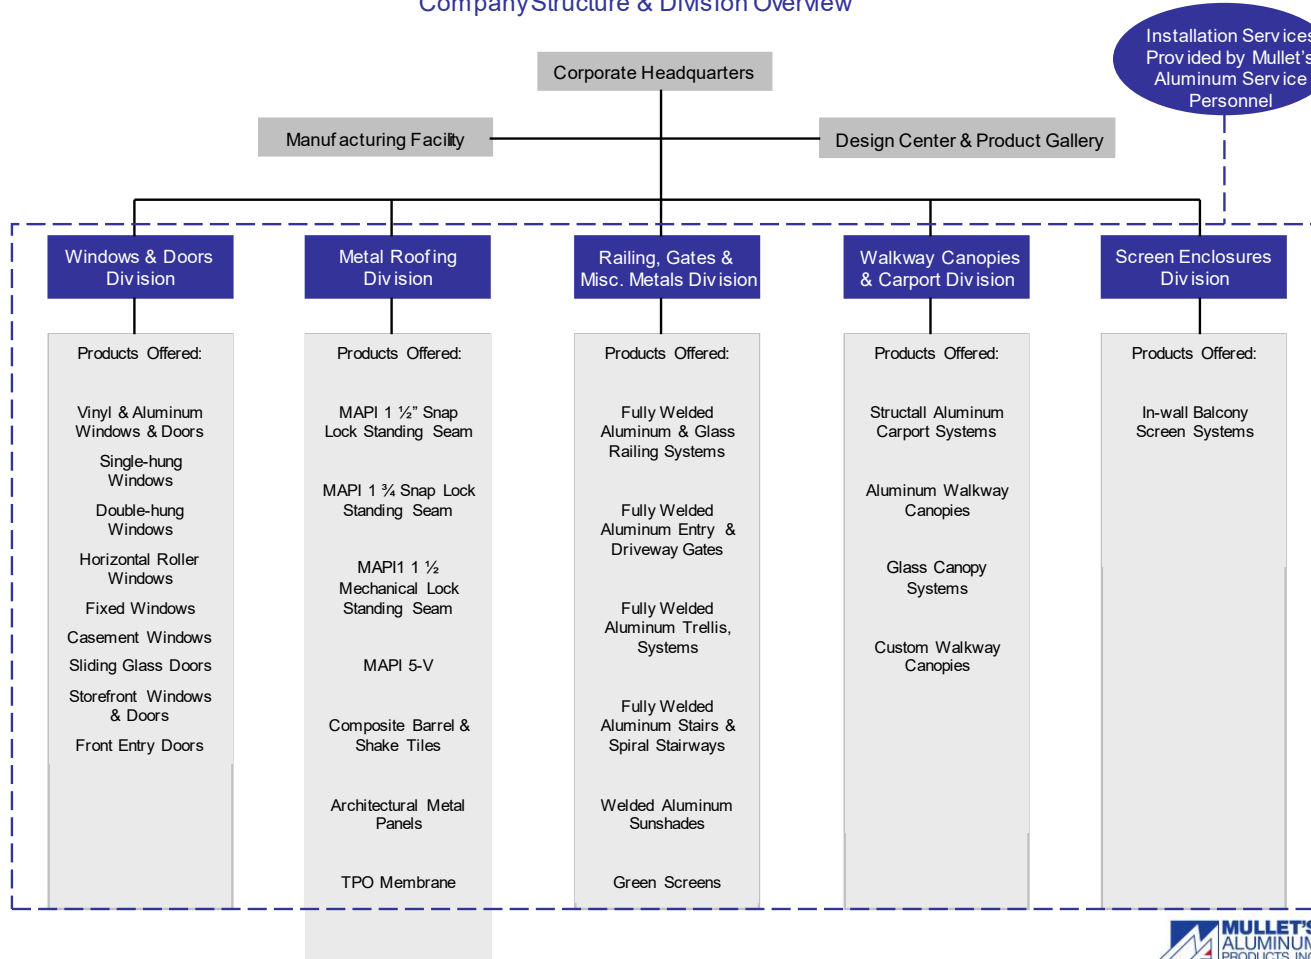 Company Structure & Division Overview
Installation Services
Provided by Mullet's
Aluminum Service
Personnel
Corporate Headquarters
Manufacturing Facility
Design Center & Product Gallery
Windows & Doors
Division
Products Offered:
Vinyl & Aluminum
Windows & Doors
Single-hung
Windows
Double-hung
Windows
Horizontal Roller
Windows
Fixed Windows
Casement Windows
Sliding Glass Doors
Storefront Windows
& Doors
Front Entry Doors
Metal Roofing
Division
Products Offered:
MAPI 1 ½” Snap
Lock Standing Seam
MAPI 1 ¾ Snap Lock
Standing Seam
MAPI1 1 ½
Mechanical Lock
Standing Seam
MAPI 5-V
Composite Barrel &
Shake Tiles
Architectural Metal
Panels
TPO Membrane
Railing, Gates &
Misc. Metals Division
Products Offered:
Fully Welded
Aluminum & Glass
Railing Systems
Fully Welded
Aluminum Entry &
Driveway Gates
Fully Welded
Aluminum Trellis,
Systems
Fully Welded
Aluminum Stairs &
Spiral Stairways
Welded Aluminum
Sunshades
Green Screens
Walkway Canopies
& Carport Division
Products Offered:
Structall Aluminum
Carport Systems
Aluminum Walkway
Canopies
Glass Canopy
Systems
Custom Walkway
Canopies
Screen Enclosures
Division
Products Offered:
In-wall Balcony
Screen Systems
MULLET'S
ALUMINUM
PRODUCTS, INC